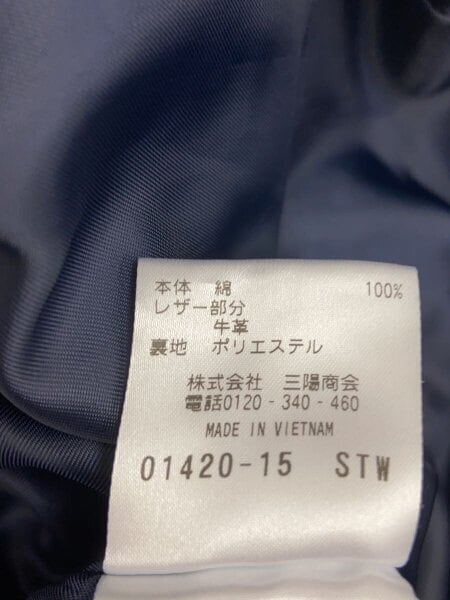 本体　綿　100%
レザー部分
牛革
裏地　ポリエステル
株式会社　三陽商会
電話0120-340-460
MADE IN VIETNAM
01420-15　STW